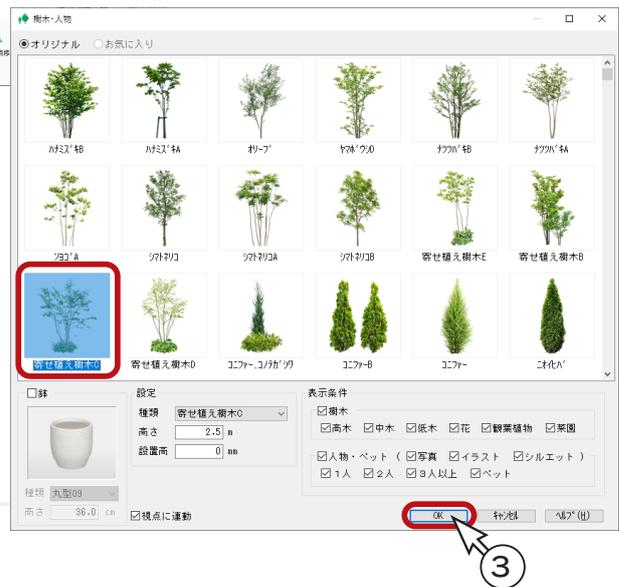 樹木・人物
◉オリジナル ○お気に入り
ハナミズキB ハナミズキA オリーブ ヤマボウシD ナツツバキB ナツツバキA
ソヨゴA シマトネリコ シマトネリコA シマトネリコB 寄せ植え樹木E 寄せ植え樹木B
寄せ植え樹木C 寄せ植え樹木D コニファー、コノテガシワ コニファーB コニファー ニオイヒバ
□鉢 設定 表示条件
種類 寄せ植え樹木C
高さ 2.5 m
設置高 0 mm
☑樹木
☑高木 ☑中木 ☑低木 ☑花 ☑観葉植物 ☑菜園
☑人物・ペット ( ☑写真 ☑イラスト ☑シルエット )
☑1人 ☑2人 ☑3人以上 ☑ペット
種類 丸型09
高さ 36.0 cm
☑視点に連動
OK キャンセル ヘルプ(H)
3